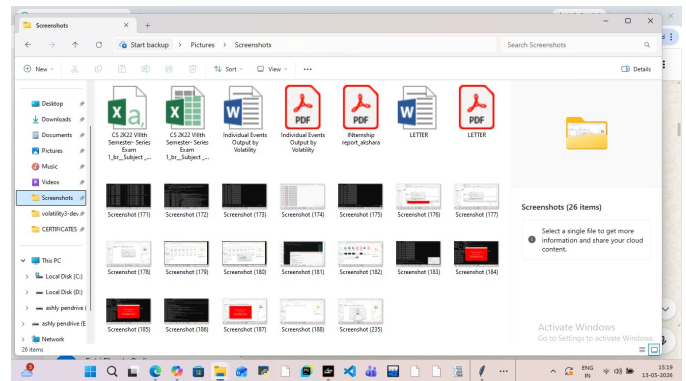 Screenshots
Start backup > Pictures > Screenshots
Search Screenshots
New
Sort
View
Details
Desktop
Downloads
Documents
Pictures
Music
Videos
Screenshots
volatility3-dev
CERTIFICATES
This PC
Local Disk (C:)
Local Disk (D:)
ashly pendrive (
ashly pendrive (E
Network
CS 2K22 VIIth
Semester- Series
Exam
1_br__Subject_...
CS 2K22 VIIth
Semester- Series
Exam
1_br__Subject_...
Individual Events
Output by
Volatility
Individual Events
Output by
Volatility
INternship
report_akshara
LETTER
LETTER
PDF
PDF
PDF
Screenshot (171)
Screenshot (172)
Screenshot (173)
Screenshot (174)
Screenshot (175)
Screenshot (176)
Screenshot (177)
Screenshot (178)
Screenshot (179)
Screenshot (180)
Screenshot (181)
Screenshot (182)
Screenshot (183)
Screenshot (184)
Screenshot (185)
Screenshot (186)
Screenshot (187)
Screenshot (188)
Screenshot (235)
Screenshots (26 items)
Select a single file to get more
information and share your cloud
content.
Activate Windows
Go to Settings to activate Windows.
26 items
ENG
IN
15:19
13-05-2026